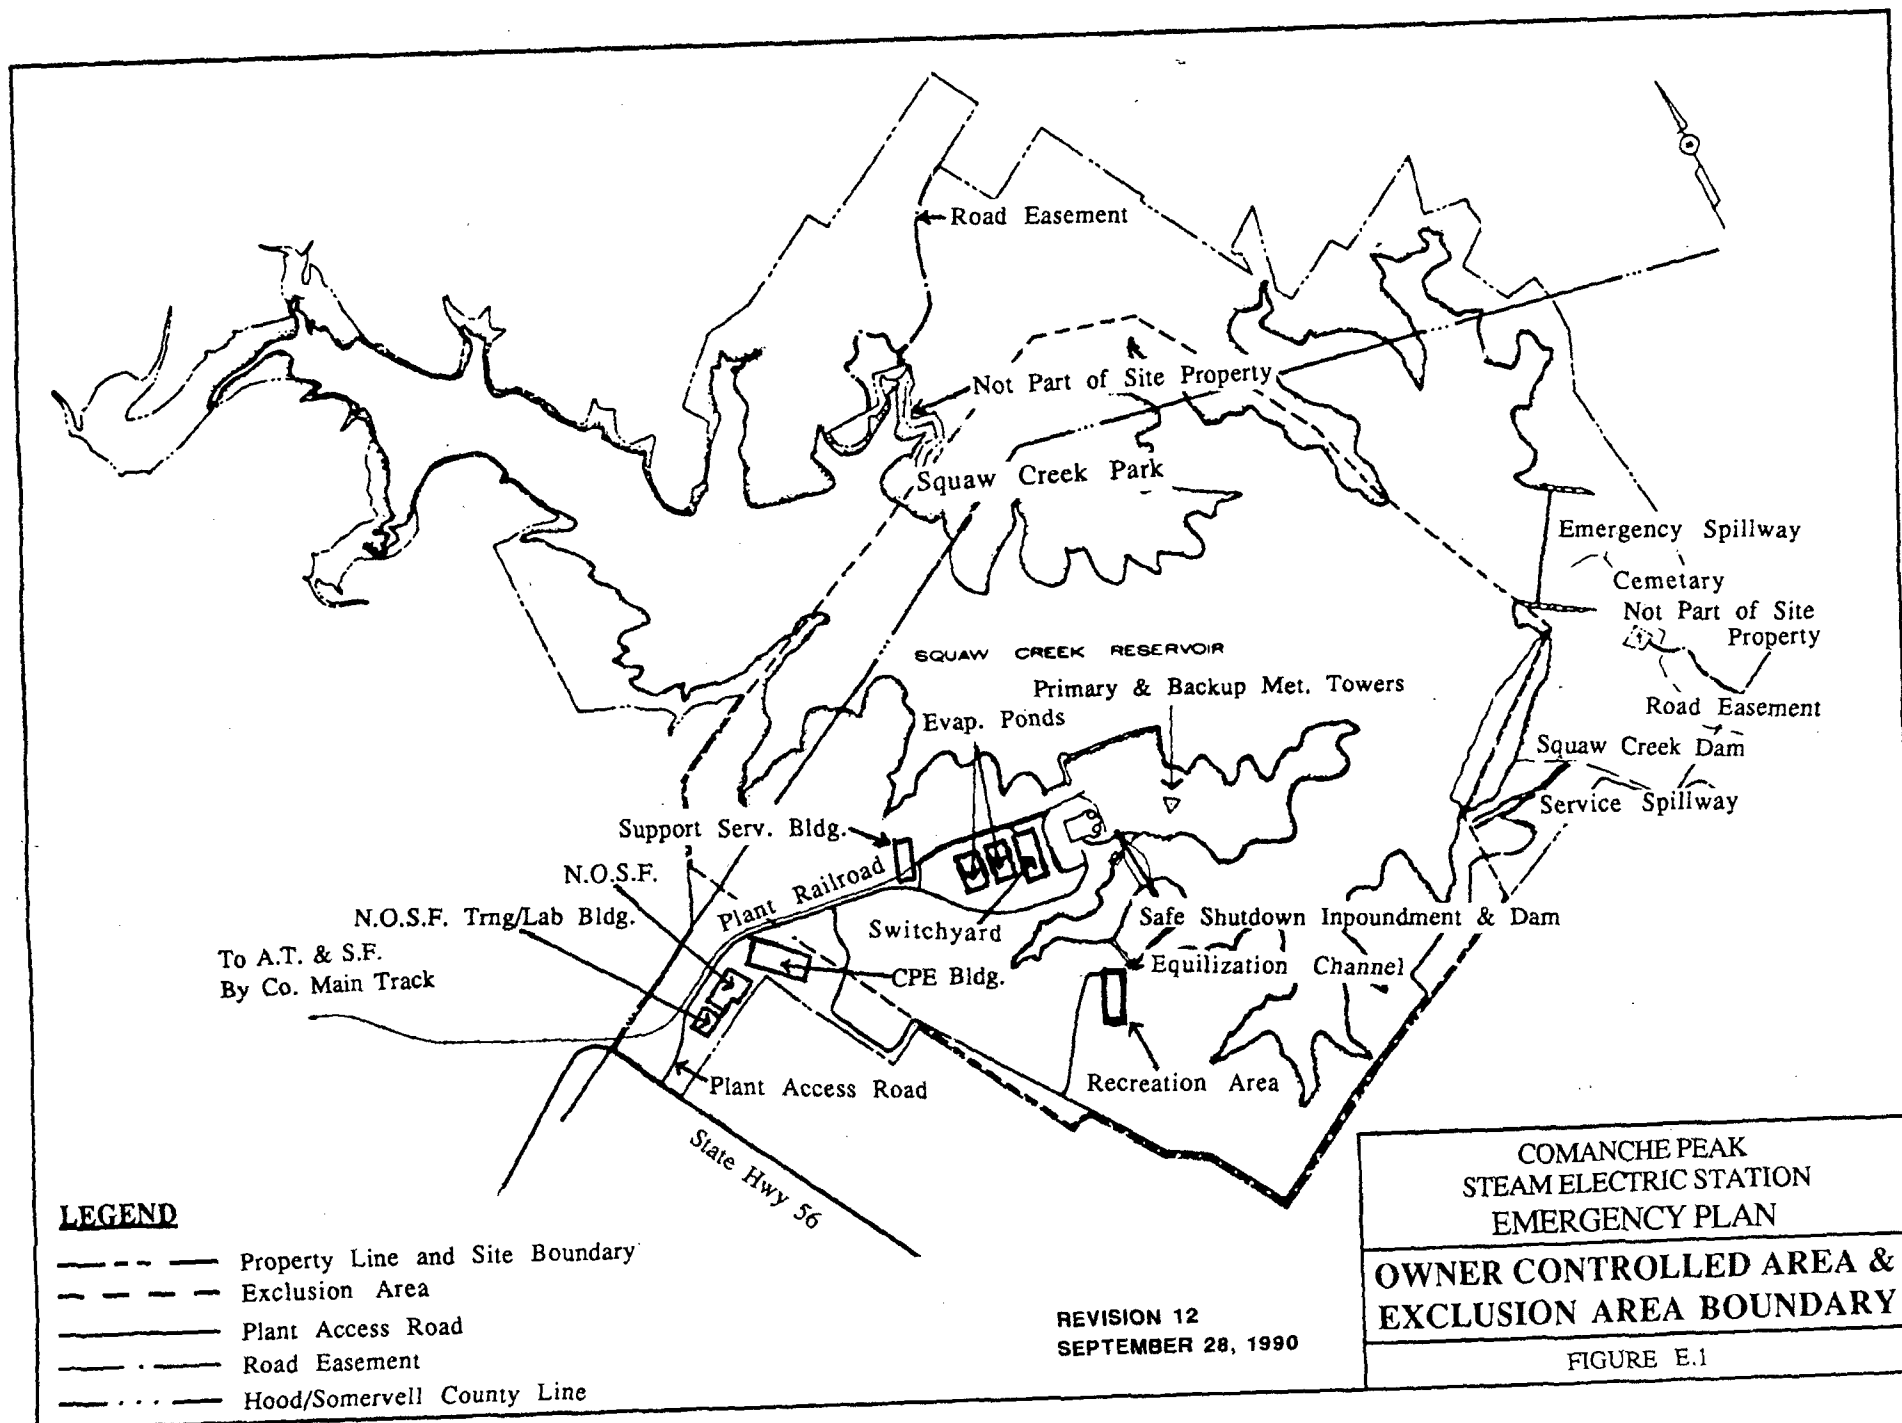 Road Easement
Not Part of Site Property
Squaw Creek Park
Emergency Spillway
Cemetary
Not Part of Site
Property
SQUAW CREEK RESERVOIR
Primary & Backup Met. Towers
Evap. Ponds
Road Easement
Squaw Creek Dam
Service Spillway
Support Serv. Bldg.
N.O.S.F.
Plant Railroad
N.O.S.F. Trng/Lab Bldg.
Switchyard
Safe Shutdown Inpoundment & Dam
To A.T. & S.F.
By Co. Main Track
CPE Bldg.
Equilization Channel
Plant Access Road
Recreation Area
State Hwy 56
LEGEND
Property Line and Site Boundary
Exclusion Area
Plant Access Road
Road Easement
Hood/Somervell County Line
REVISION 12
SEPTEMBER 28, 1990
COMANCHE PEAK
STEAM ELECTRIC STATION
EMERGENCY PLAN
OWNER CONTROLLED AREA &
EXCLUSION AREA BOUNDARY
FIGURE E.1